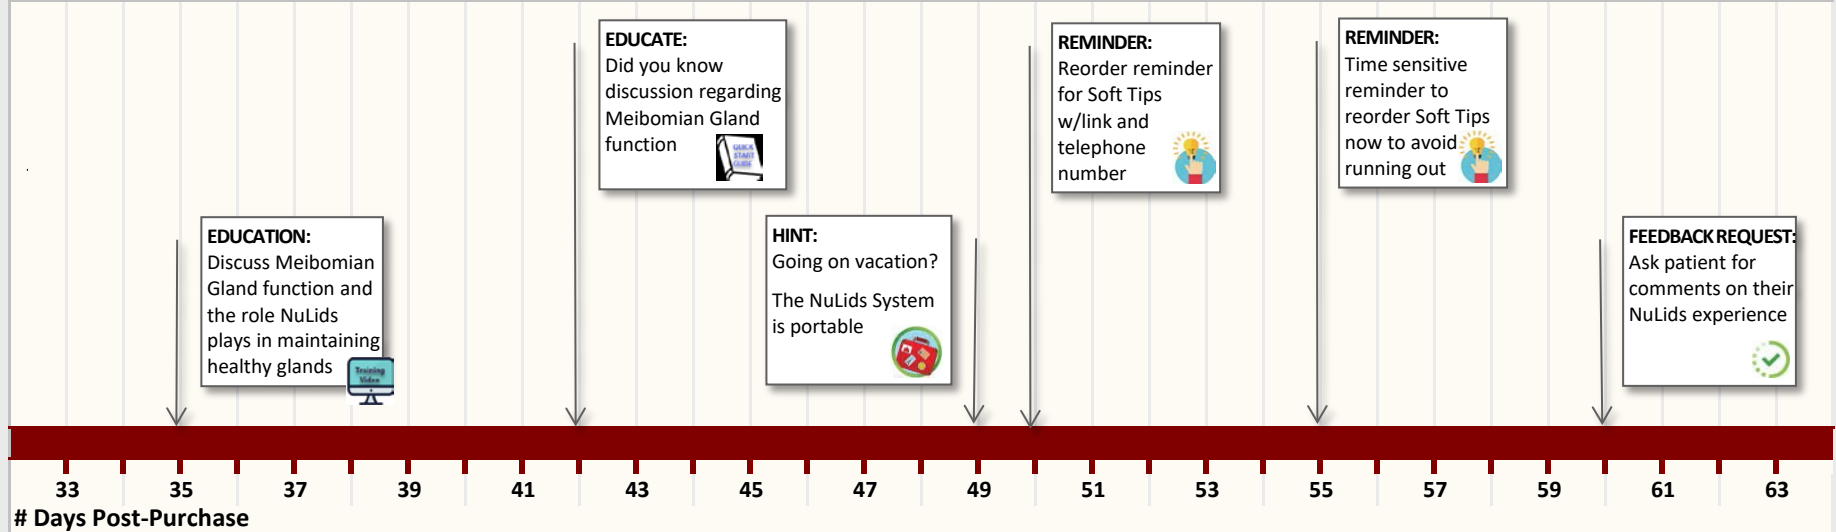 EDUCATE:
Did you know
discussion regarding
Meibomian Gland
function
QUICK
START
GUIDE
REMINDER:
Reorder reminder
for Soft Tips
w/link and
telephone
number
REMINDER:
Time sensitive
reminder to
reorder Soft Tips
now to avoid
running out
EDUCATION:
Discuss Meibomian
Gland function and
the role NuLids
plays in maintaining
healthy glands
Training
Video
HINT:
Going on vacation?
The NuLids System
is portable
FEEDBACK REQUEST:
Ask patient for
comments on their
NuLids experience
33 35 37 39 41 43 45 47 49 51 53 55 57 59 61 63
# Days Post-Purchase